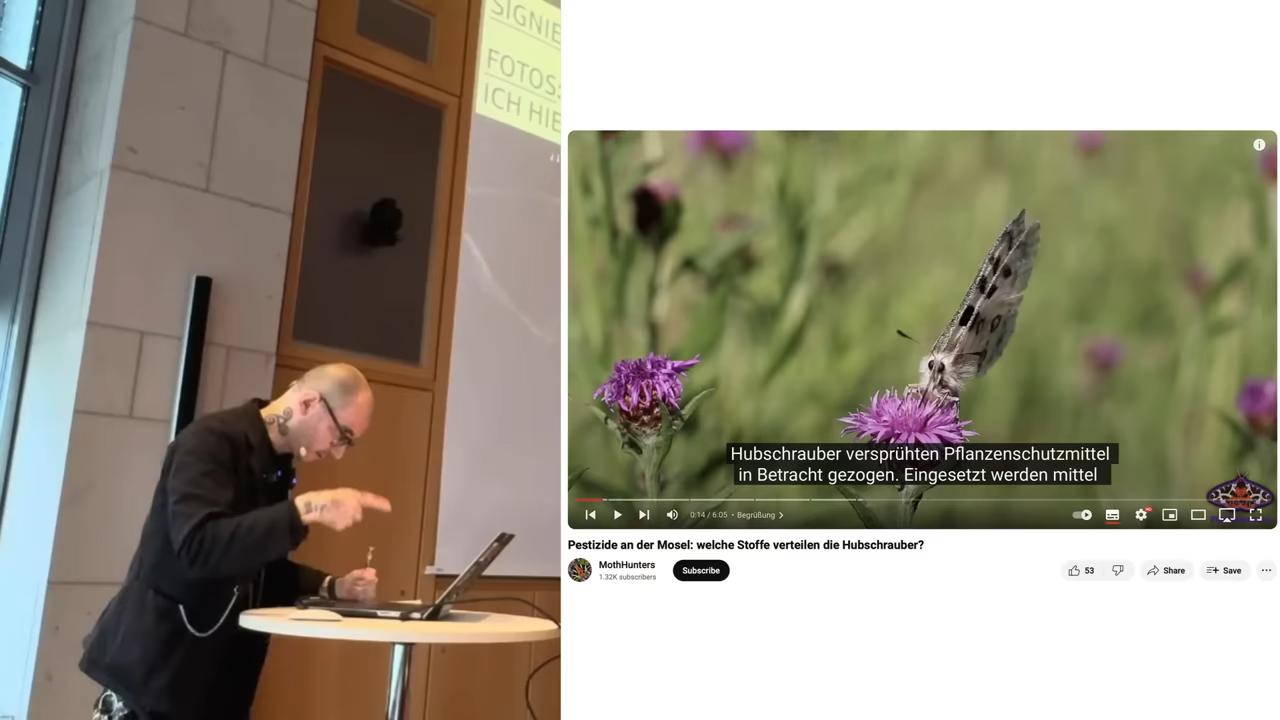 SIGNIE
FOTOS:
ICH HIE
Hubschrauber versprühten Pflanzenschutzmittel
in Betracht gezogen. Eingesetzt werden mittel
0:14 / 6:05 • Begrüßung
Pestizide an der Mosel: welche Stoffe verteilen die Hubschrauber?
MothHunters
1.32K subscribers
Subscribe
53
Share
Save